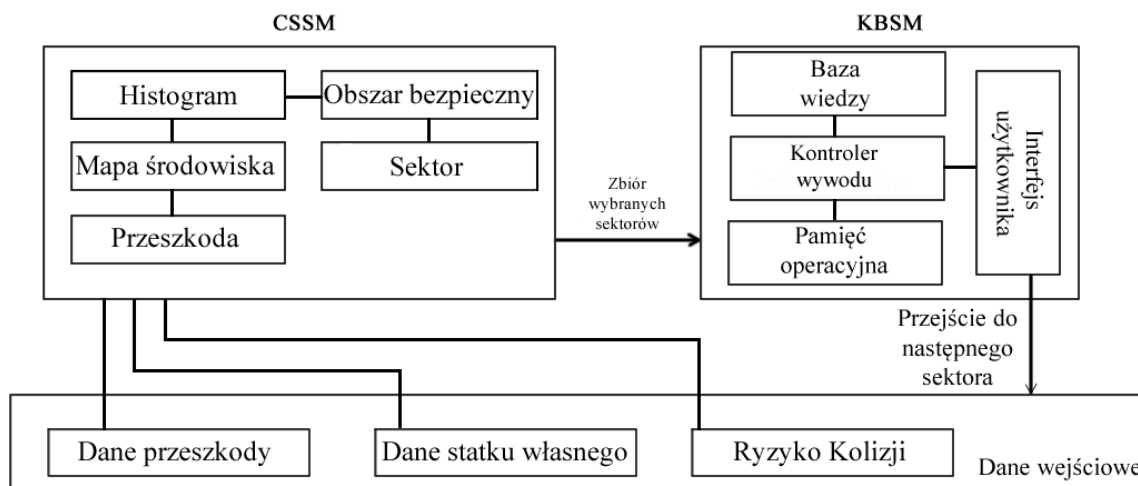 CSSM
Histogram
Obszar bezpieczny
Mapa środowiska
Sektor
Przeszkoda
Zbiór
wybranych
sektorów
KBSM
Baza
wiedzy
Kontroler
wywodu
Pamięć
operacyjna
Interfejs
użytkownika
Przejście do
następnego
sektora
Dane przeszkody
Dane statku własnego
Ryzyko Kolizji
Dane wejściowe